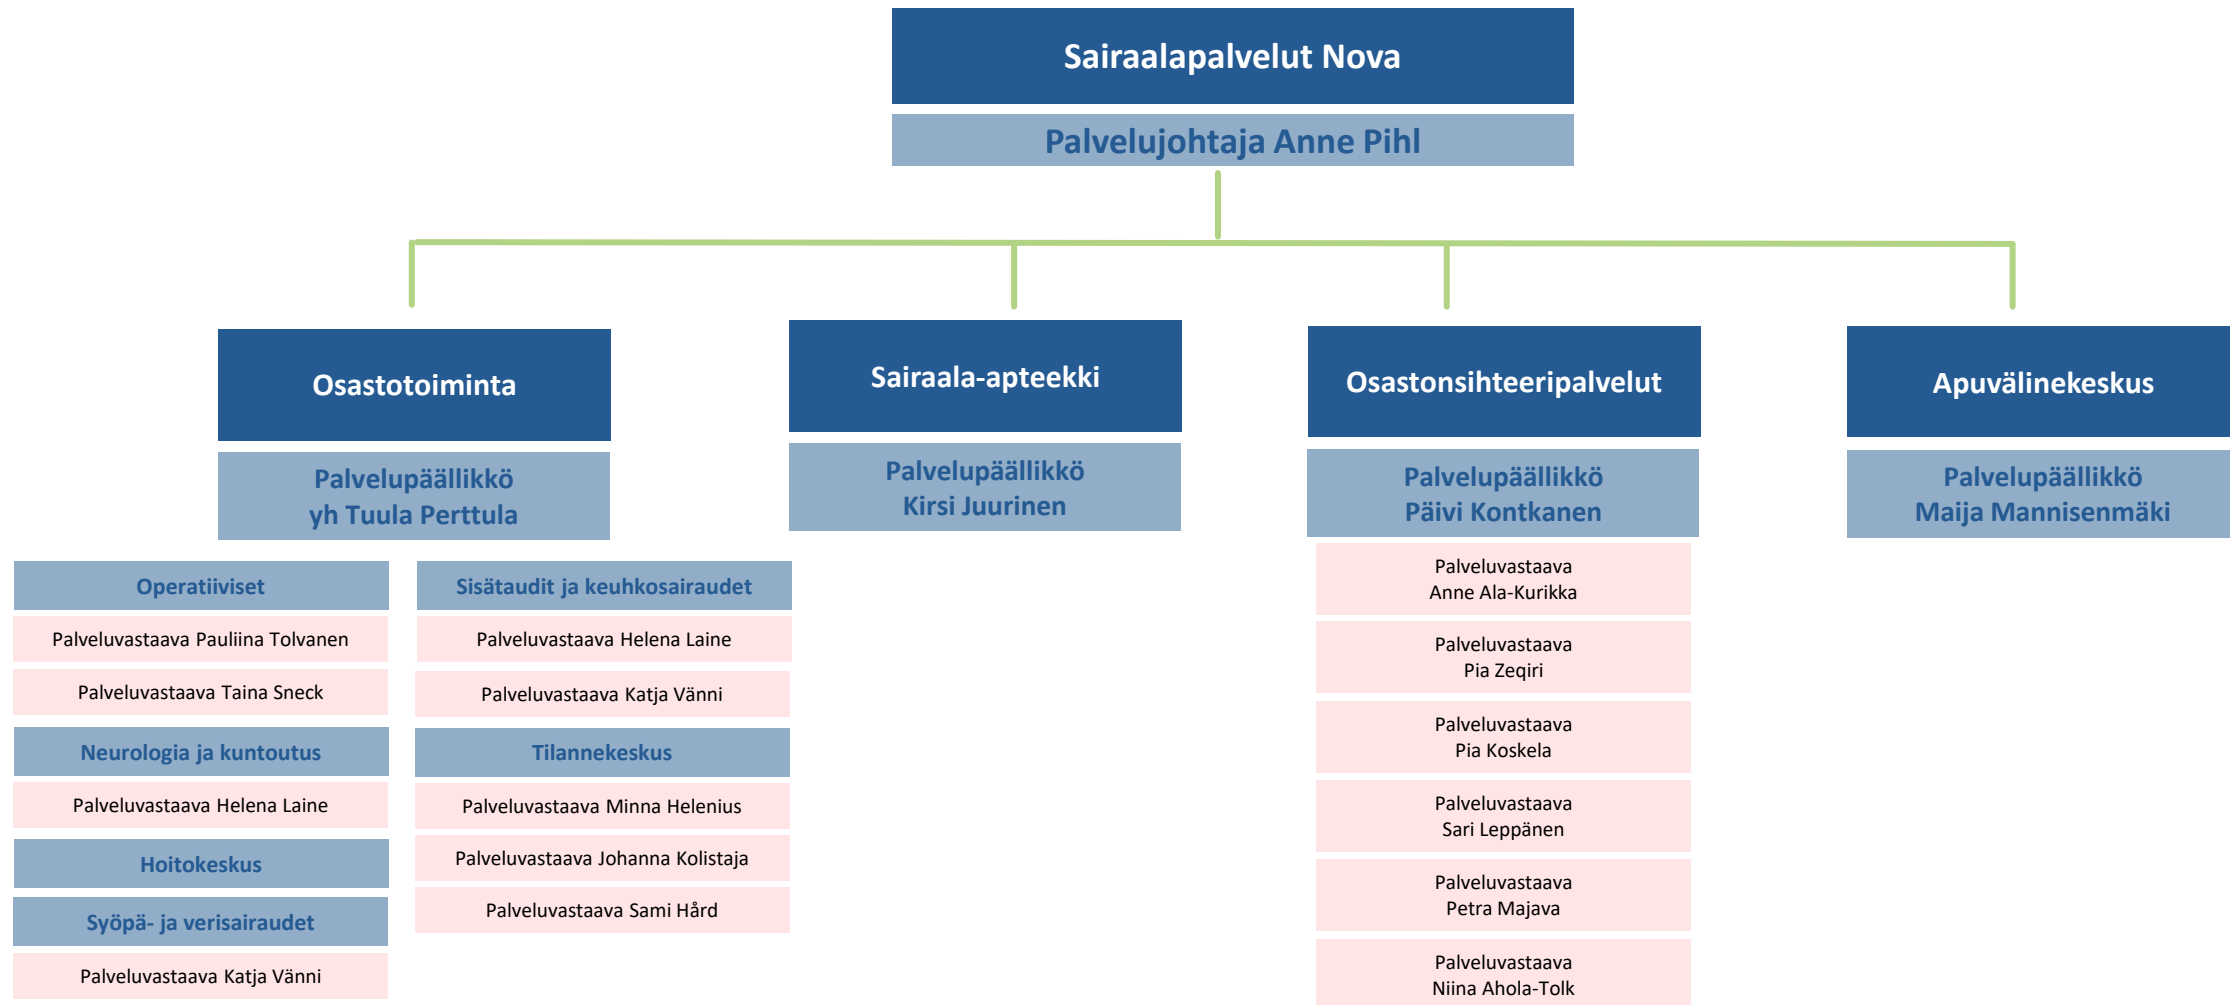 Sairaalapalvelut Nova
Palvelujohtaja Anne Pihl
Osastotoiminta
Palvelupäällikkö
yh Tuula Perttula
Operatiiviset
Palveluvastaava Pauliina Tolvanen
Palveluvastaava Taina Sneck
Neurologia ja kuntoutus
Palveluvastaava Helena Laine
Hoitokeskus
Syöpä- ja verisairaudet
Palveluvastaava Katja Vänni
Sisätaudit ja keuhkosairaudet
Palveluvastaava Helena Laine
Palveluvastaava Katja Vänni
Tilannekeskus
Palveluvastaava Minna Helenius
Palveluvastaava Johanna Kolistaja
Palveluvastaava Sami Hård
Sairaala-apteekki
Palvelupäällikkö
Kirsi Juurinen
Osastonsihteeripalvelut
Palvelupäällikkö
Päivi Kontkanen
Palveluvastaava
Anne Ala-Kurikka
Palveluvastaava
Pia Zeqiri
Palveluvastaava
Pia Koskela
Palveluvastaava
Sari Leppänen
Palveluvastaava
Petra Majava
Palveluvastaava
Niina Ahola-Tolk
Apuvälinekeskus
Palvelupäällikkö
Maija Mannisenmäki